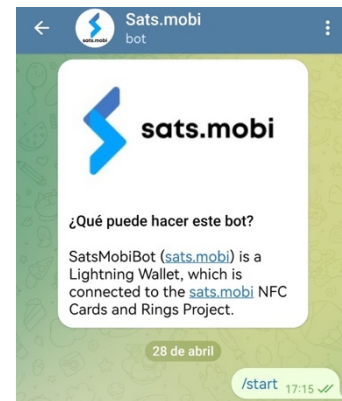 Sats.mobi
bot
sats.mobi
sats.mobi
¿Qué puede hacer este bot?
SatsMobiBot (sats.mobi) is a
Lightning Wallet, which is
connected to the sats.mobi NFC
Cards and Rings Project.
28 de abril
/start 17:15